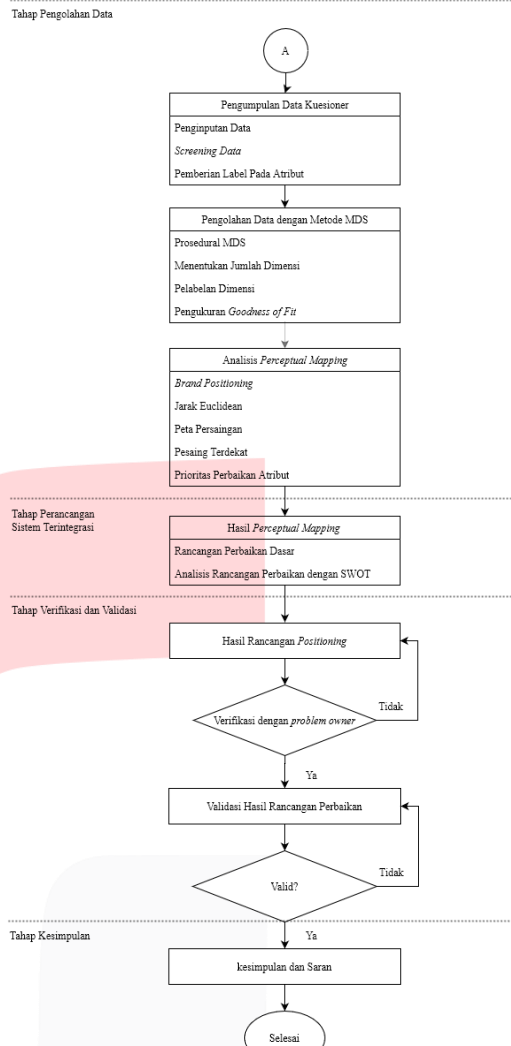 Tahap Pengolahan Data
A
Pengumpulan Data Kuesioner
Penginputan Data
Screening Data
Pemberian Label Pada Atribut
Pengolahan Data dengan Metode MDS
Prosedural MDS
Menentukan Jumlah Dimensi
Pelabelan Dimensi
Pengukuran Goodness of Fit
Analisis Perceptual Mapping
Brand Positioning
Jarak Euclidean
Peta Persaingan
Pesaing Terdekat
Prioritas Perbaikan Atribut
Tahap Perancangan
Sistem Terintegrasi
Hasil Perceptual Mapping
Rancangan Perbaikan Dasar
Analisis Rancangan Perbaikan dengan SWOT
Tahap Verifikasi dan Validasi
Hasil Rancangan Positioning
Verifikasi dengan problem owner
Tidak
Ya
Validasi Hasil Rancangan Perbaikan
Valid?
Tidak
Ya
Tahap Kesimpulan
kesimpulan dan Saran
Selesai